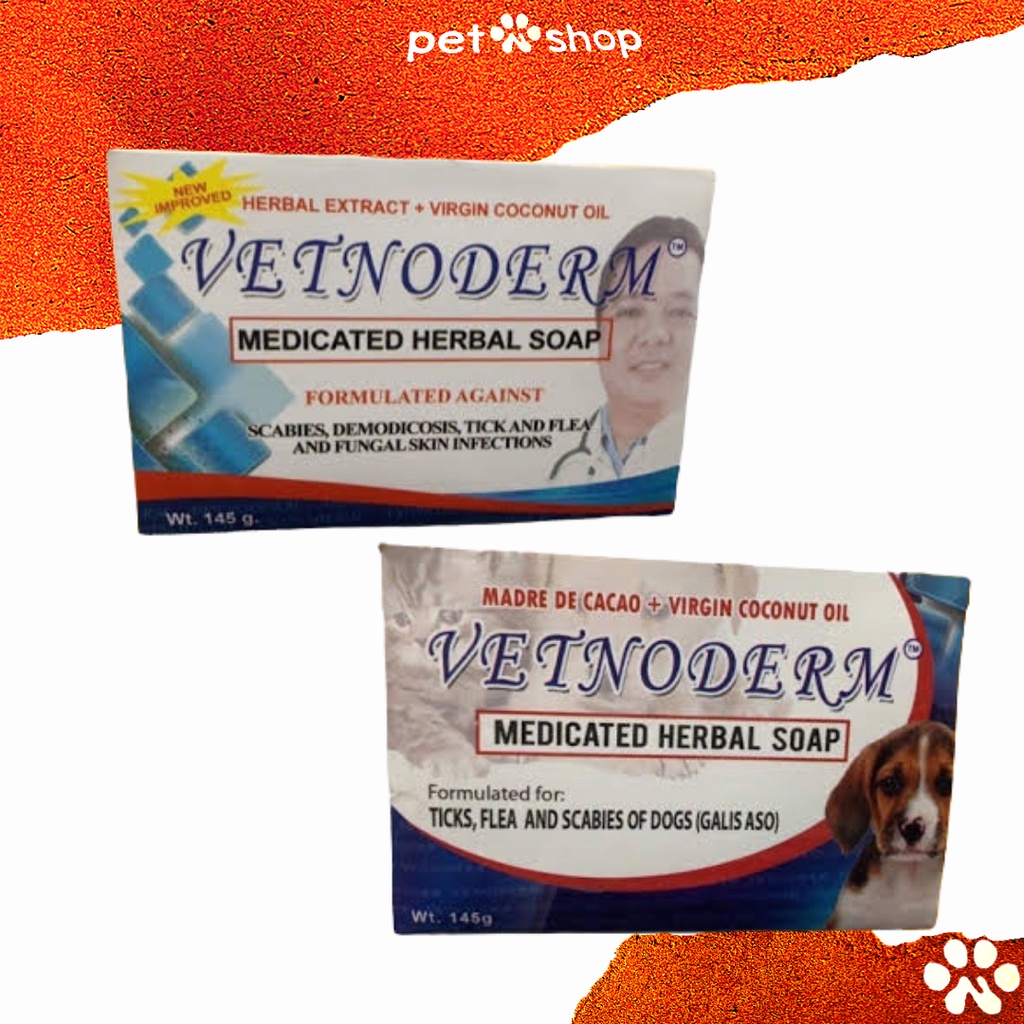 pet shop
NEW
IMPROVED
HERBAL EXTRACT + VIRGIN COCONUT OIL
VETNODERM™
MEDICATED HERBAL SOAP
FORMULATED AGAINST
SCABIES, DEMODICOSIS, TICK AND FLEA
AND FUNGAL SKIN INFECTIONS
Wt. 145 g.
MADRE DE CACAO + VIRGIN COCONUT OIL
VETNODERM™
MEDICATED HERBAL SOAP
Formulated for:
TICKS, FLEA AND SCABIES OF DOGS (GALIS ASO)
Wt. 145g